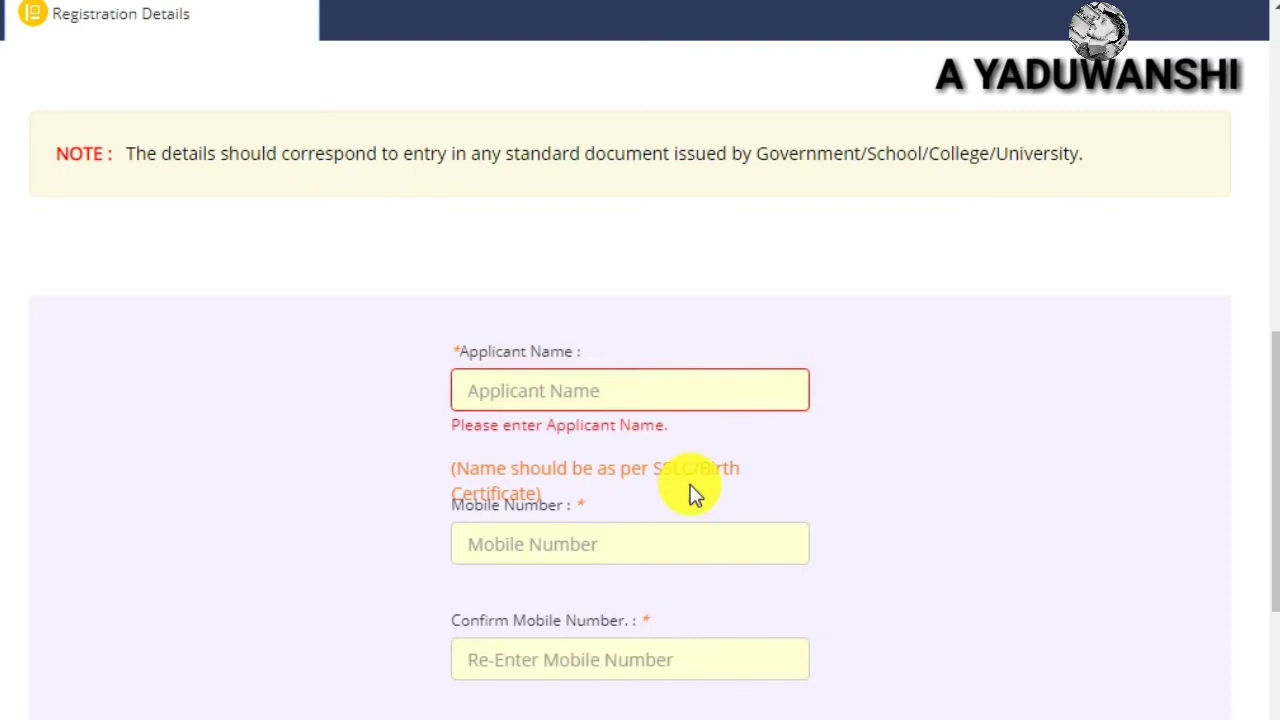 Registration Details
A YADUWANSHI
NOTE : The details should correspond to entry in any standard document issued by Government/School/College/University.
*Applicant Name :
Applicant Name
Please enter Applicant Name.
(Name should be as per SSLC/Birth
Certificate)
Mobile Number : *
Mobile Number
Confirm Mobile Number. : *
Re-Enter Mobile Number